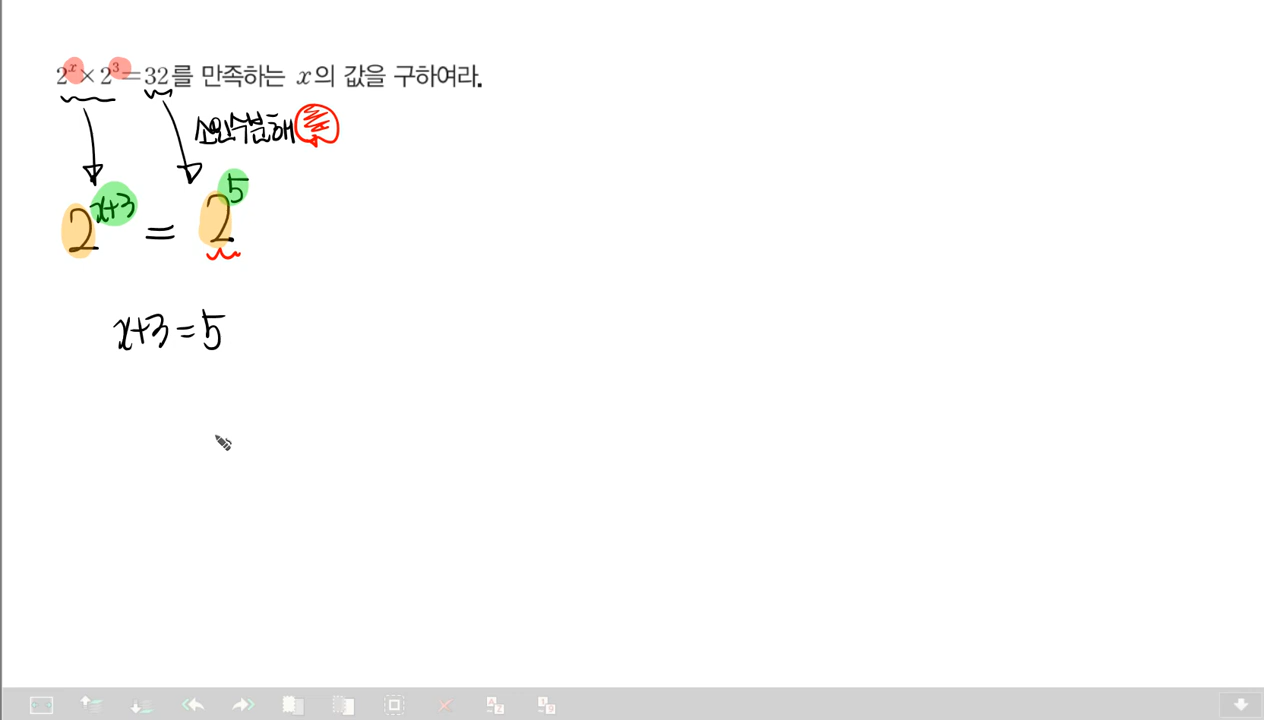 2^x × 2^3 = 32를 만족하는 x의 값을 구하여라.
소인수분해
2^{x+3} = 2^5
x+3 = 5